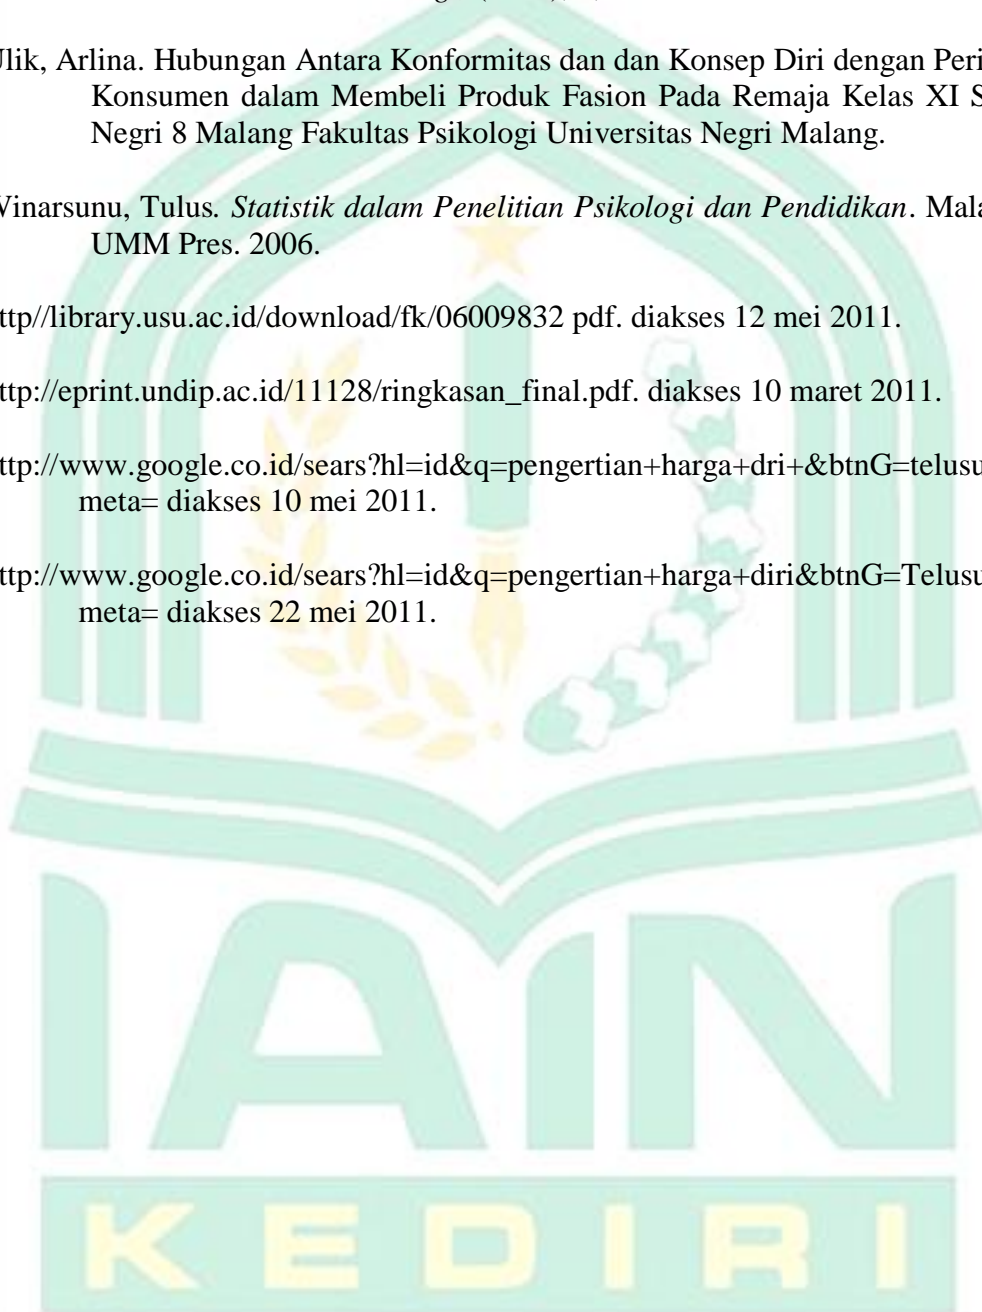 Ulik, Arlina. Hubungan Antara Konformitas dan dan Konsep Diri dengan Peri
Konsumen dalam Membeli Produk Fasion Pada Remaja Kelas XI S
Negri 8 Malang Fakultas Psikologi Universitas Negri Malang.
Vinarsunu, Tulus. Statistik dalam Penelitian Psikologi dan Pendidikan. Mala
UMM Pres. 2006.
ttp//library.usu.ac.id/download/fk/06009832 pdf. diakses 12 mei 2011.
ttp://eprint.undip.ac.id/11128/ringkasan_final.pdf. diakses 10 maret 2011.
ttp://www.google.co.id/sears?hl=id&q=pengertian+harga+dri+&btnG=telusu
meta= diakses 10 mei 2011.
ttp://www.google.co.id/sears?hl=id&q=pengertian+harga+diri&btnG=Telusu
meta= diakses 22 mei 2011.
IAIN
KEDIRI